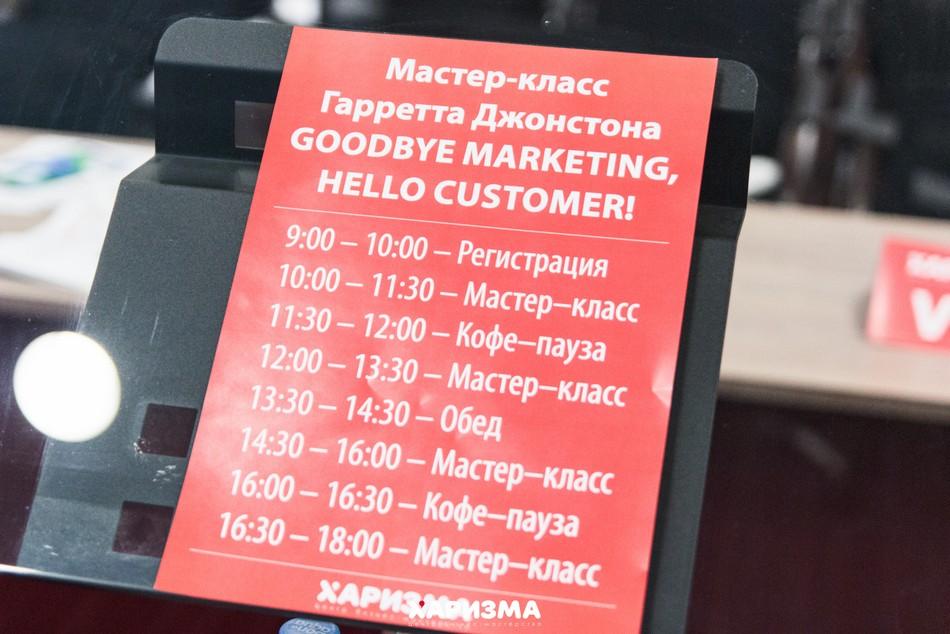 Мастер-класс
Гарретта Джонстона
GOODBYE MARKETING,
HELLO CUSTOMER!
9:00 – 10:00 – Регистрация
10:00 – 11:30 – Мастер–класс
11:30 – 12:00 – Кофе–пауза
12:00 – 13:30 – Мастер–класс
13:30 – 14:30 – Обед
14:30 – 16:00 – Мастер–класс
16:00 – 16:30 – Кофе–пауза
16:30 – 18:00 – Мастер–класс
ХАРИЗМА
ХАРИЗМА